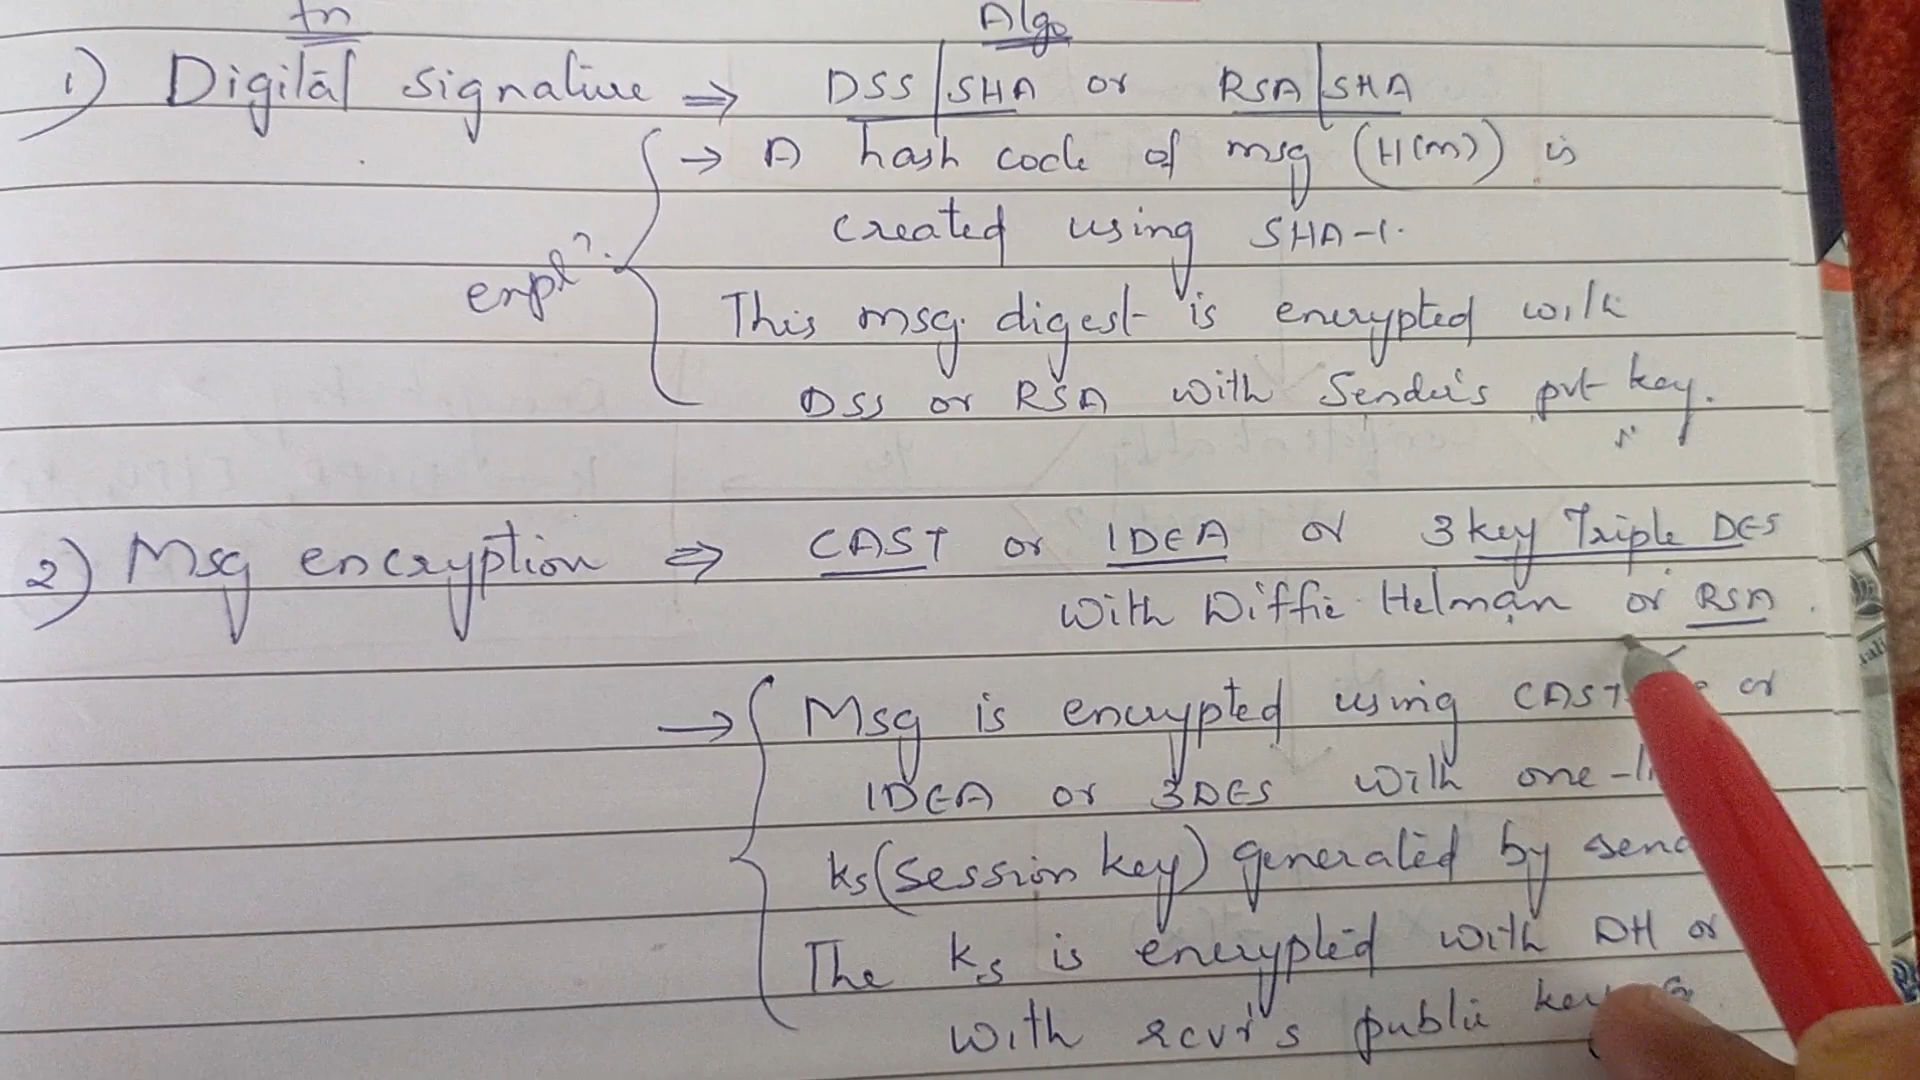 fn Algo
1) Digital signature ⇒ DSS/SHA or RSA/SHA
→ A hash code of msg (H(m)) is
created using SHA-1.
expln.
This msg. digest is encrypted with
DSS or RSA with Sender's pvt key.
2) Msg encryption ⇒ CAST or IDEA or 3 key Triple DES
with Diffie Helman or RSA.
→ Msg is encrypted using CAST or
IDEA or 3DES with one-
ks (session key) generated by
The ks is encrypted with DH or
with rcvr's public key